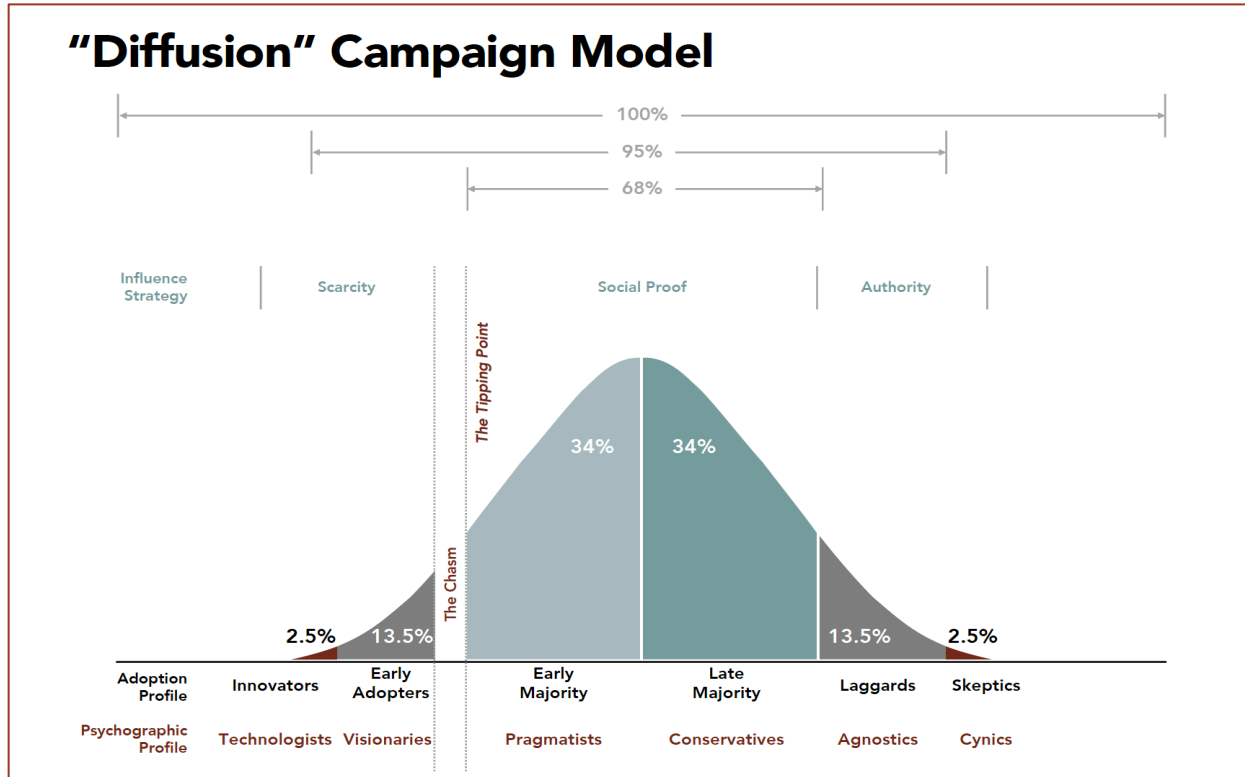 “Diffusion” Campaign Model
100%
95%
68%
Influence
Strategy
Scarcity
Social Proof
Authority
The Tipping Point
The Chasm
34%
34%
2.5%
13.5%
13.5%
2.5%
Adoption
Profile
Innovators
Early
Adopters
Early
Majority
Late
Majority
Laggards
Skeptics
Psychographic
Profile
Technologists
Visionaries
Pragmatists
Conservatives
Agnostics
Cynics